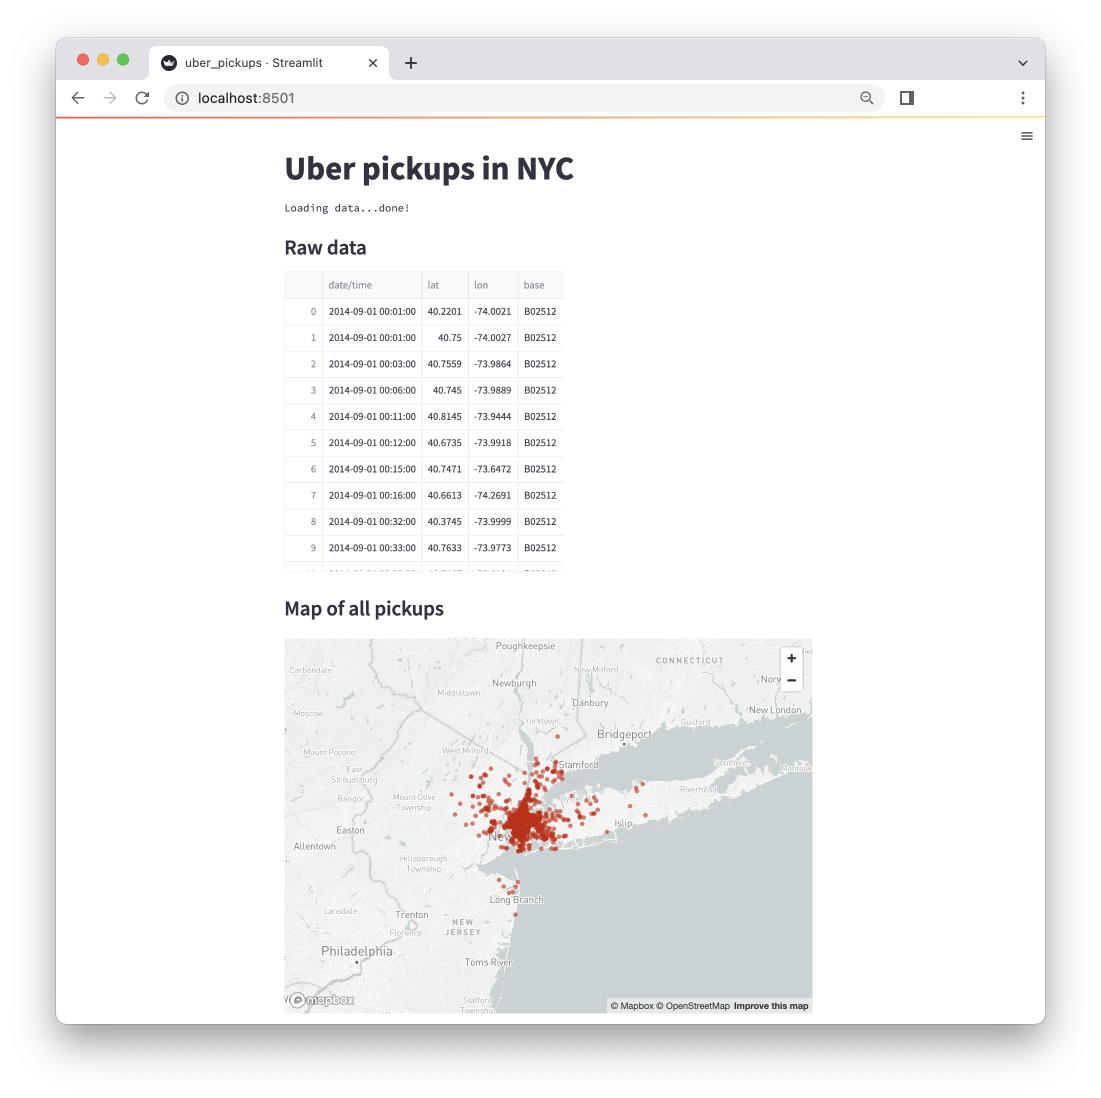 uber_pickups · Streamlit
localhost:8501
Uber pickups in NYC
Loading data...done!
Raw data
date/time lat lon base
0 2014-09-01 00:01:00 40.2201 -74.0021 B02512
1 2014-09-01 00:01:00 40.75 -74.0027 B02512
2 2014-09-01 00:03:00 40.7559 -73.9864 B02512
3 2014-09-01 00:06:00 40.745 -73.9889 B02512
4 2014-09-01 00:11:00 40.8145 -73.9444 B02512
5 2014-09-01 00:12:00 40.6735 -73.9918 B02512
6 2014-09-01 00:15:00 40.7471 -73.6472 B02512
7 2014-09-01 00:16:00 40.6613 -74.2691 B02512
8 2014-09-01 00:32:00 40.3745 -73.9999 B02512
9 2014-09-01 00:33:00 40.7633 -73.9773 B02512
Map of all pickups
Poughkeepsie
CONNECTICUT
Carbondale
New Milford
Norw
Newburgh
Middletown
Danbury
New London
Moscow
Yorktown
Guilford
Bridgeport
Mount Pocono
West Milford
Stamford
Southold
Montauk
East
Stroudsburg
Riverhead
Bangor
Mount Olive
Township
Islip
Easton
New
Allentown
Hillsborough
Township
Long Branch
Lansdale
Trenton
NEW
JERSEY
Florence
Philadelphia
Toms River
Stafford
Township
mapbox
© Mapbox © OpenStreetMap Improve this map